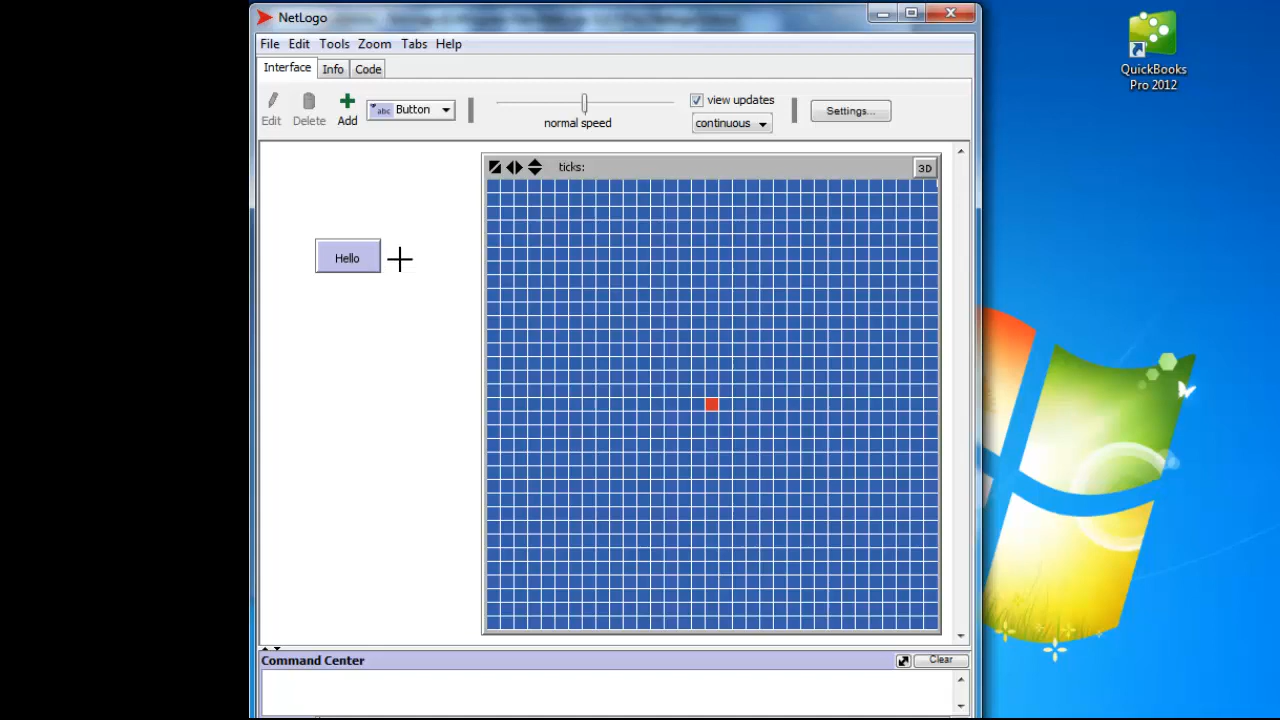 NetLogo
File Edit Tools Zoom Tabs Help
Interface Info Code
Edit Delete Add abc Button normal speed view updates continuous Settings...
ticks: 3D
Hello
Command Center Clear
QuickBooks
Pro 2012